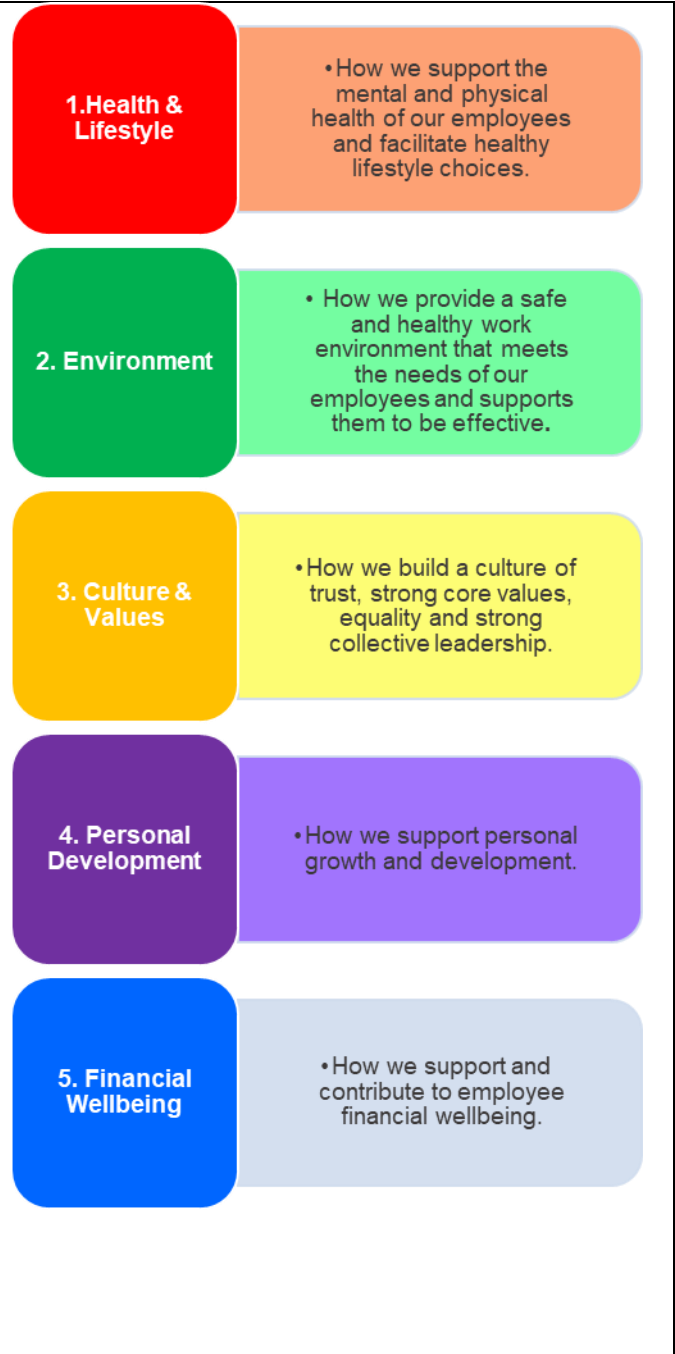 1.Health &
Lifestyle
•How we support the
mental and physical
health of our employees
and facilitate healthy
lifestyle choices.
2. Environment
• How we provide a safe
and healthy work
environment that meets
the needs of our
employees and supports
them to be effective.
3. Culture &
Values
•How we build a culture of
trust, strong core values,
equality and strong
collective leadership.
4. Personal
Development
•How we support personal
growth and development.
5. Financial
Wellbeing
•How we support and
contribute to employee
financial wellbeing.